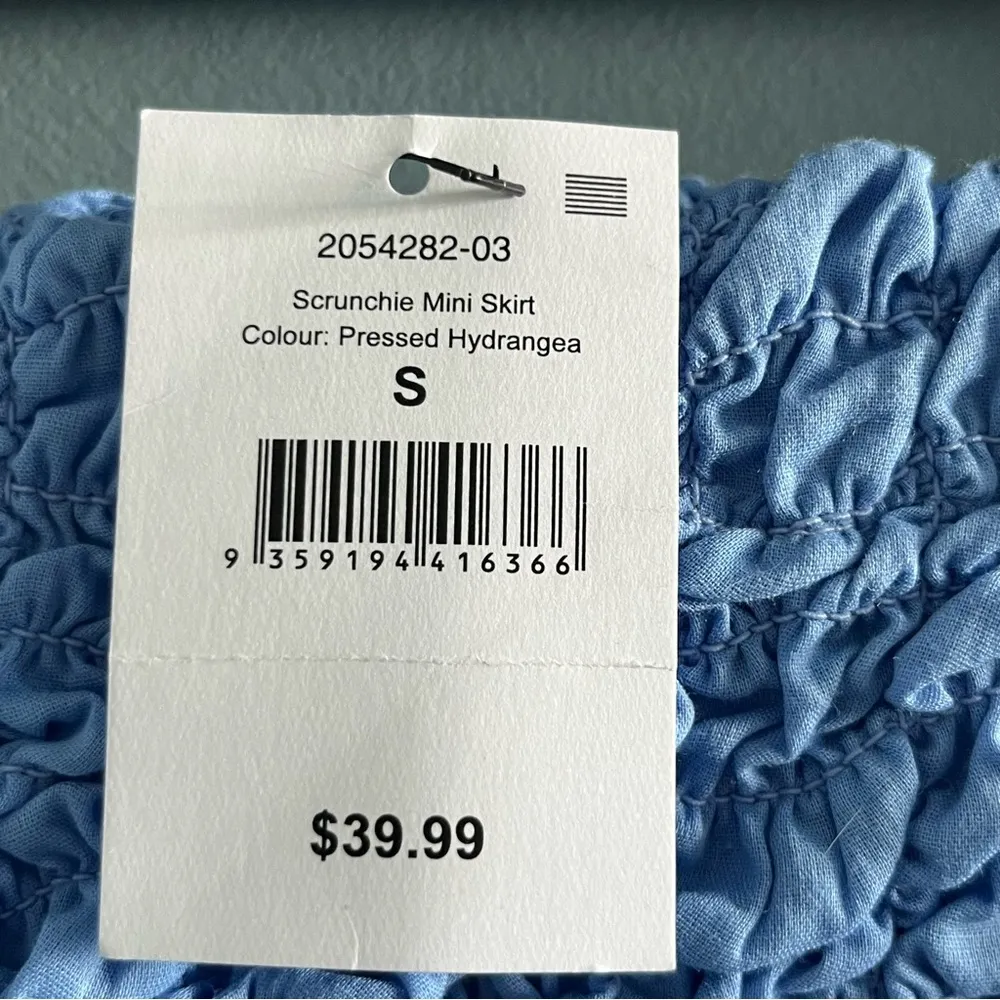 2054282-03
Scrunchie Mini Skirt
Colour: Pressed Hydrangea
S
9 359194 416366
$39.99